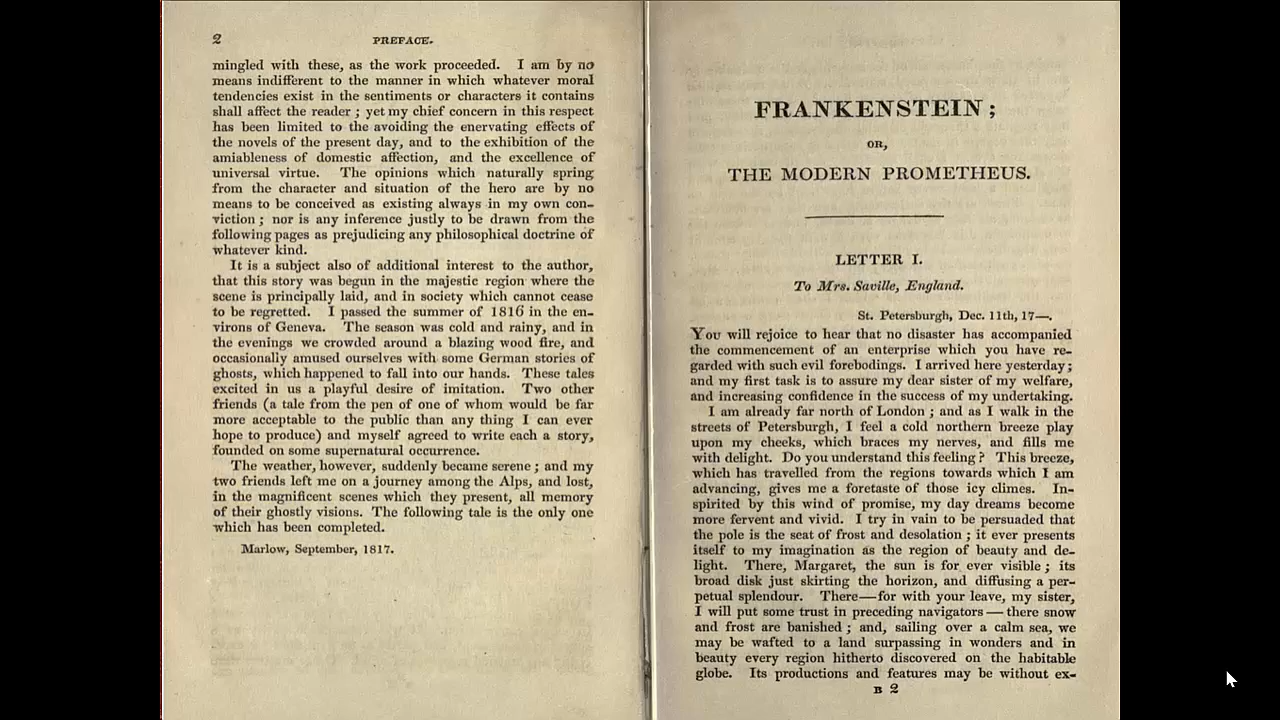 2
PREFACE.
mingled with these, as the work proceeded. I am by no
means indifferent to the manner in which whatever moral
tendencies exist in the sentiments or characters it contains
shall affect the reader ; yet my chief concern in this respect
has been limited to the avoiding the enervating effects of
the novels of the present day, and to the exhibition of the
amiableness of domestic affection, and the excellence of
universal virtue. The opinions which naturally spring
from the character and situation of the hero are by no
means to be conceived as existing always in my own con-
viction ; nor is any inference justly to be drawn from the
following pages as prejudicing any philosophical doctrine of
whatever kind.
It is a subject also of additional interest to the author,
that this story was begun in the majestic region where the
scene is principally laid, and in society which cannot cease
to be regretted. I passed the summer of 1816 in the en-
virons of Geneva. The season was cold and rainy, and in
the evenings we crowded around a blazing wood fire, and
occasionally amused ourselves with some German stories of
ghosts, which happened to fall into our hands. These tales
excited in us a playful desire of imitation. Two other
friends (a tale from the pen of one of whom would be far
more acceptable to the public than any thing I can ever
hope to produce) and myself agreed to write each a story,
founded on some supernatural occurrence.
The weather, however, suddenly became serene ; and my
two friends left me on a journey among the Alps, and lost,
in the magnificent scenes which they present, all memory
of their ghostly visions. The following tale is the only one
which has been completed.
Marlow, September, 1817.
FRANKENSTEIN ;
OR,
THE MODERN PROMETHEUS.
LETTER I.
To Mrs. Saville, England.
St. Petersburgh, Dec. 11th, 17—.
You will rejoice to hear that no disaster has accompanied
the commencement of an enterprise which you have re-
garded with such evil forebodings. I arrived here yesterday ;
and my first task is to assure my dear sister of my welfare,
and increasing confidence in the success of my undertaking.
I am already far north of London ; and as I walk in the
streets of Petersburgh, I feel a cold northern breeze play
upon my cheeks, which braces my nerves, and fills me
with delight. Do you understand this feeling ? This breeze,
which has travelled from the regions towards which I am
advancing, gives me a foretaste of those icy climes. In-
spirited by this wind of promise, my day dreams become
more fervent and vivid. I try in vain to be persuaded that
the pole is the seat of frost and desolation ; it ever presents
itself to my imagination as the region of beauty and de-
light. There, Margaret, the sun is for ever visible ; its
broad disk just skirting the horizon, and diffusing a per-
petual splendour. There—for with your leave, my sister,
I will put some trust in preceding navigators — there snow
and frost are banished ; and, sailing over a calm sea, we
may be wafted to a land surpassing in wonders and in
beauty every region hitherto discovered on the habitable
globe. Its productions and features may be without ex-
B 2